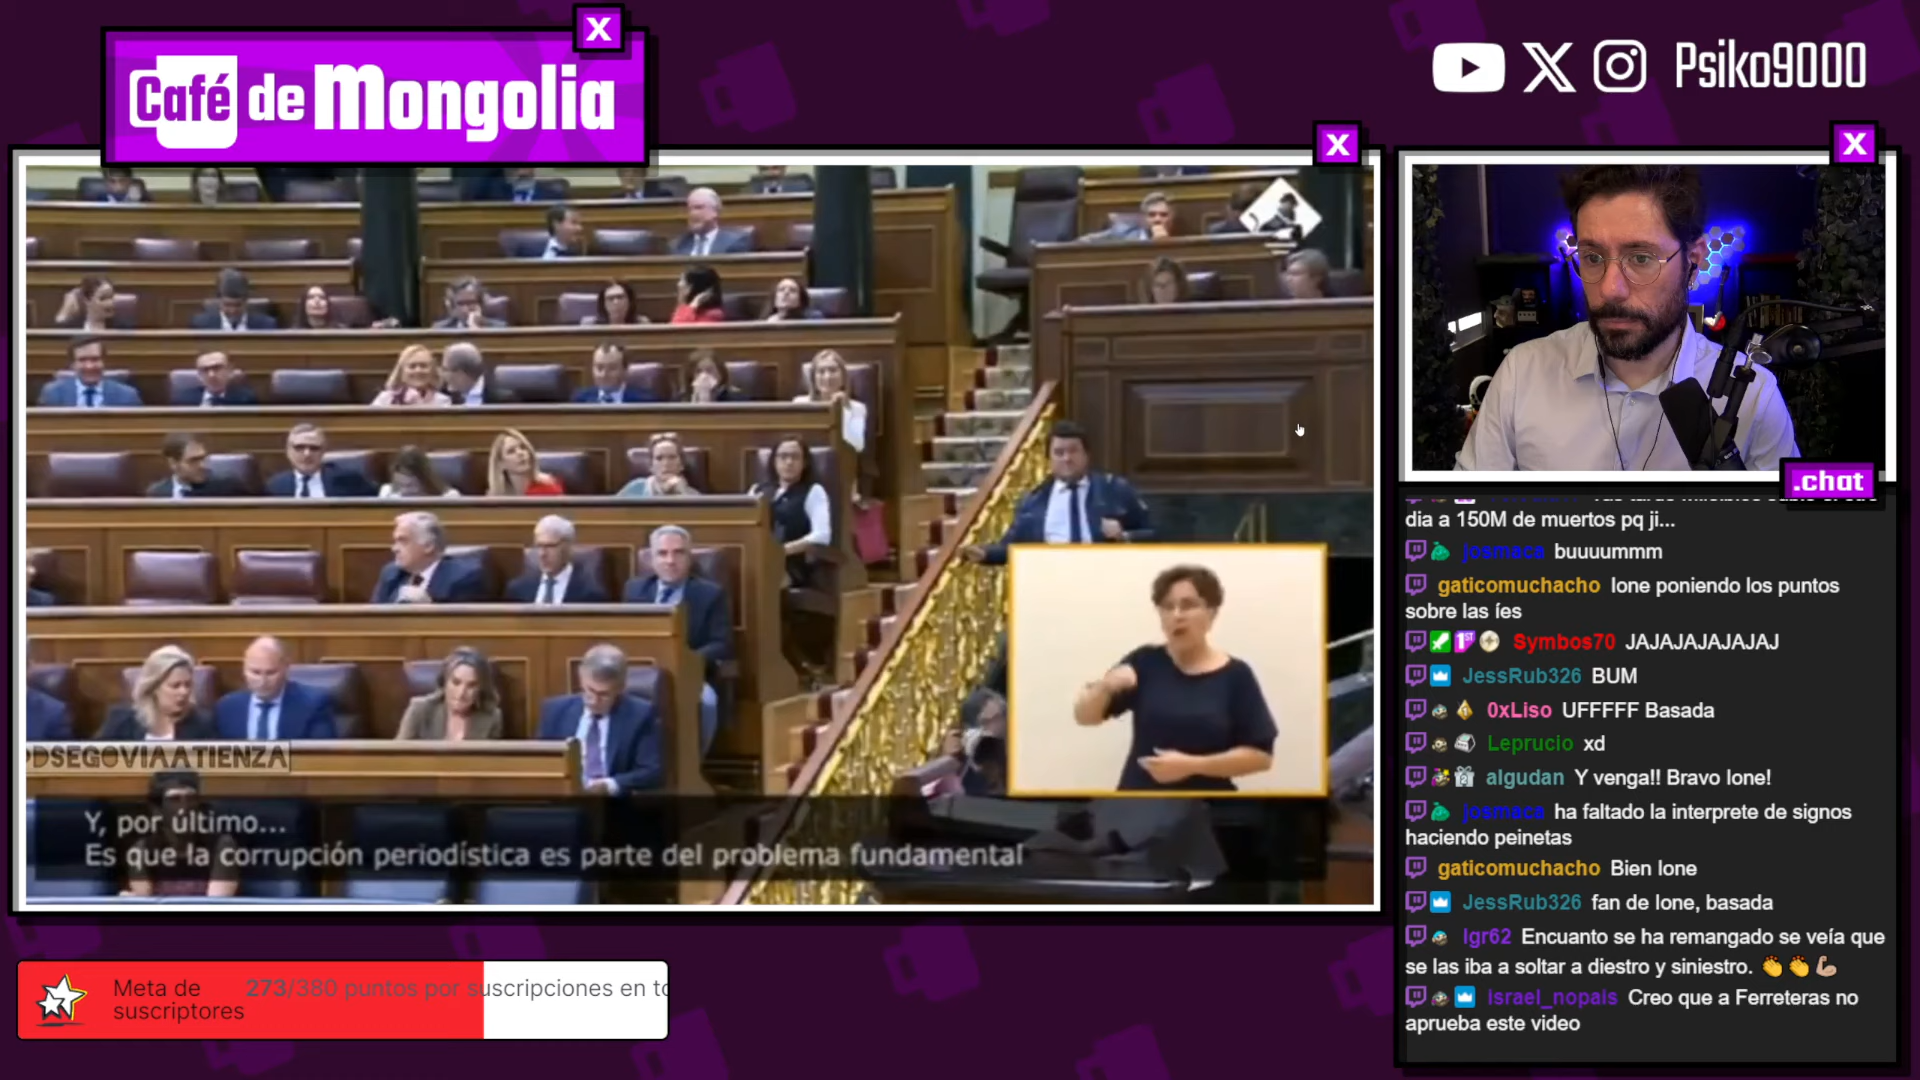 X
Café de Mongolia
Psiko9000
X
X
.chat
dia a 150M de muertos pq ji...
josmaca buuuummm
gaticomuchacho Ione poniendo los puntos
sobre las íes
1ST Symbos70 JAJAJAJAJAJAJ
JessRub326 BUM
0xLiso UFFFFF Basada
Leprucio xd
algudan Y venga!! Bravo Ione!
josmaca ha faltado la interprete de signos
haciendo peinetas
gaticomuchacho Bien Ione
JessRub326 fan de Ione, basada
lgr62 Encuanto se ha remangado se veía que
se las iba a soltar a diestro y siniestro. 👏👏💪🏼
israel_nopais Creo que a Ferreteras no
aprueba este video
DSEGOVIAATIENZA
Y, por último...
Es que la corrupción periodística es parte del problema fundamental
Meta de
suscriptores
273/380 puntos por suscripciones en to